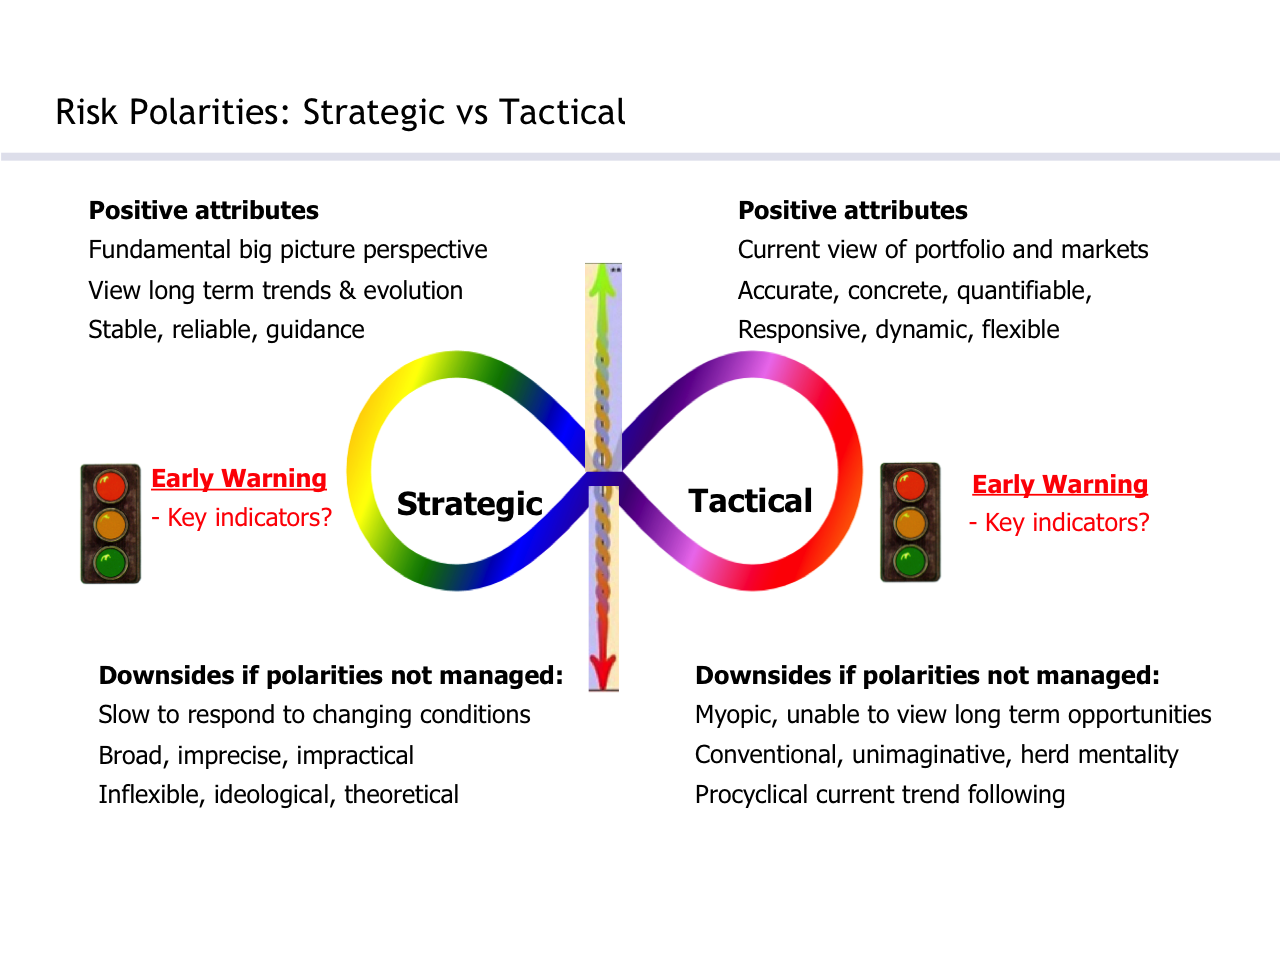 Risk Polarities: Strategic vs Tactical
Positive attributes
Fundamental big picture perspective
View long term trends & evolution
Stable, reliable, guidance
Positive attributes
Current view of portfolio and markets
Accurate, concrete, quantifiable,
Responsive, dynamic, flexible
**
Early Warning
- Key indicators?
Strategic
Tactical
Early Warning
- Key indicators?
Downsides if polarities not managed:
Slow to respond to changing conditions
Broad, imprecise, impractical
Inflexible, ideological, theoretical
Downsides if polarities not managed:
Myopic, unable to view long term opportunities
Conventional, unimaginative, herd mentality
Procyclical current trend following